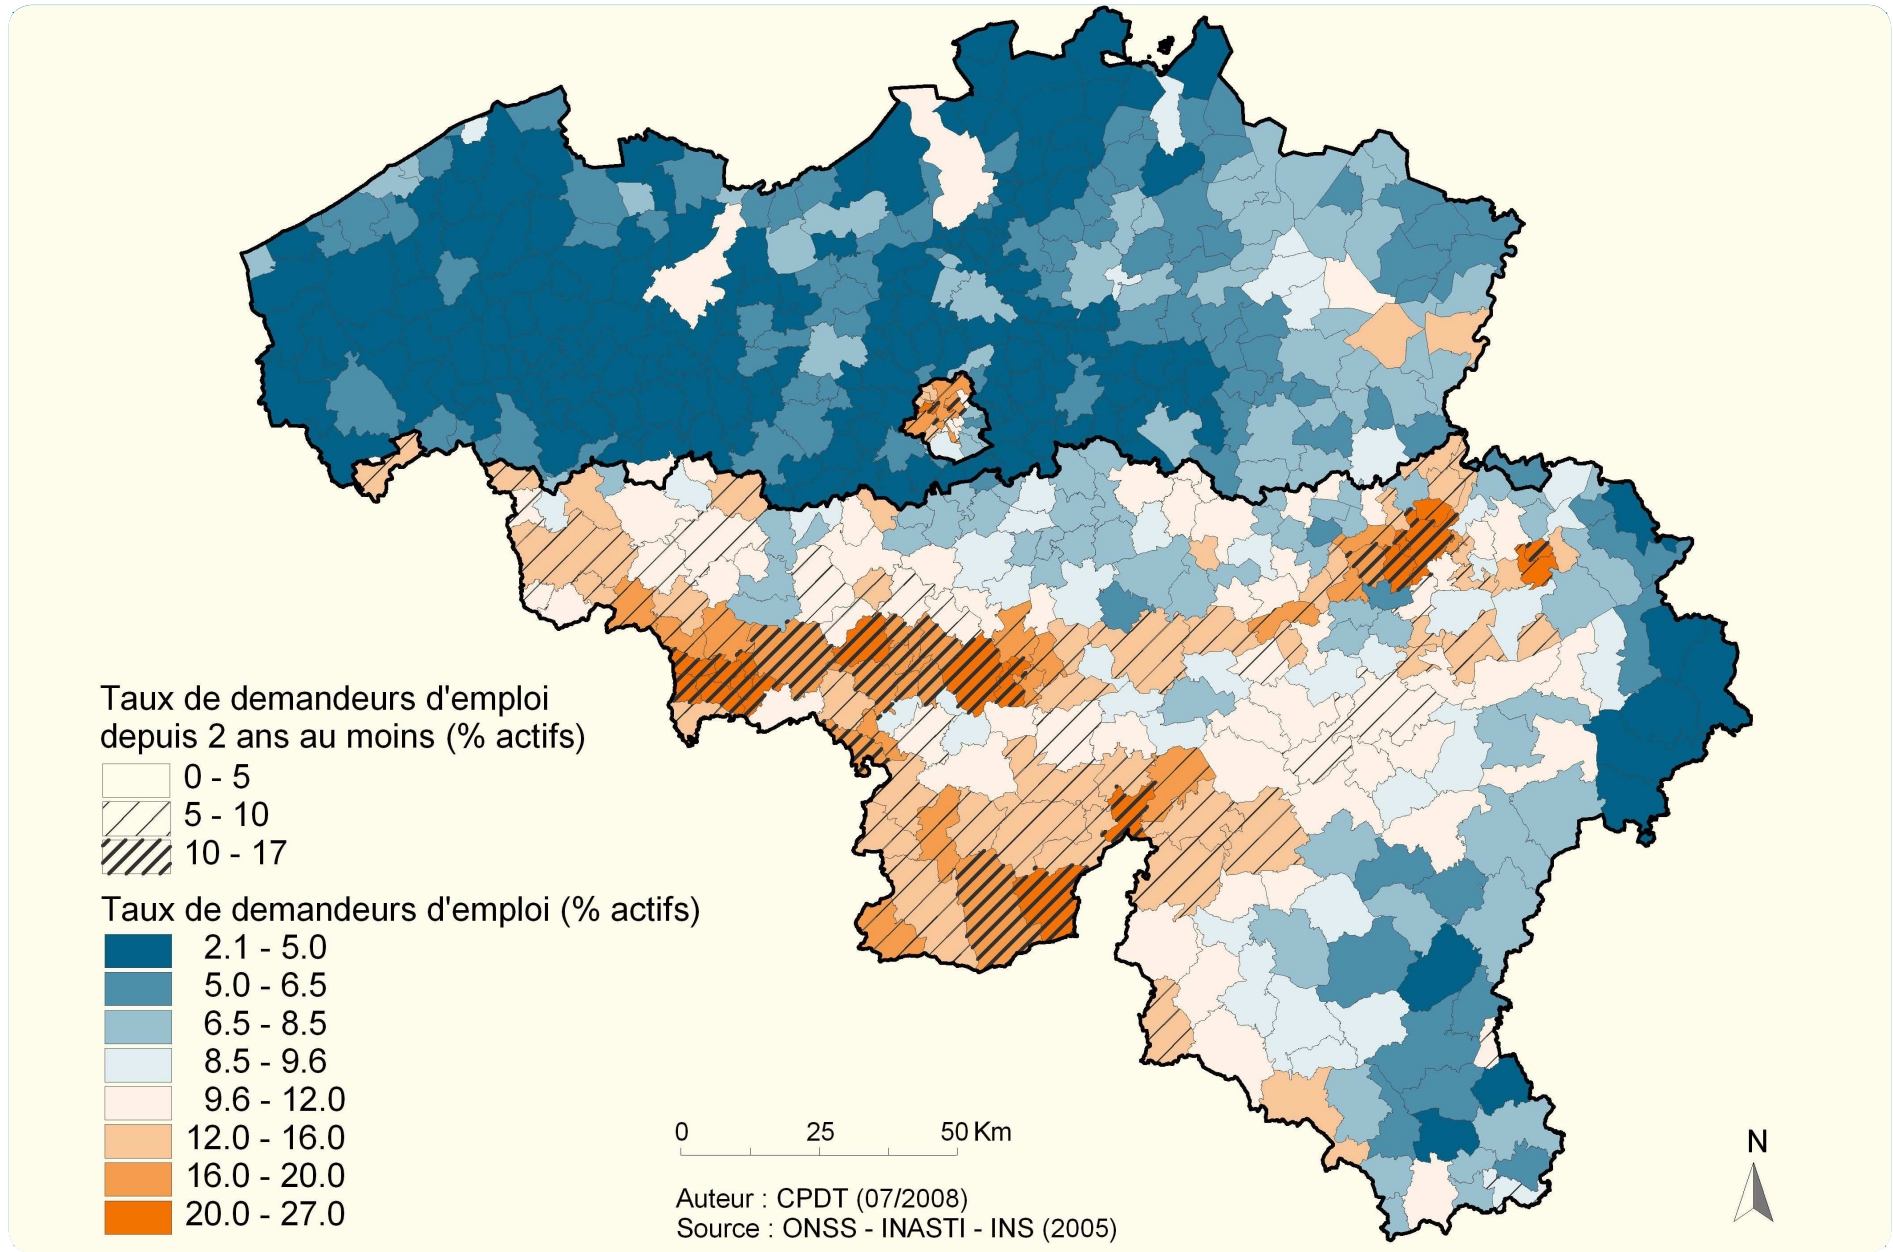 Taux de demandeurs d'emploi
depuis 2 ans au moins (% actifs)
0 - 5
5 - 10
10 - 17
Taux de demandeurs d'emploi (% actifs)
2.1 - 5.0
5.0 - 6.5
6.5 - 8.5
8.5 - 9.6
9.6 - 12.0
12.0 - 16.0
16.0 - 20.0
20.0 - 27.0
0 25 50 Km
Auteur : CPDT (07/2008)
Source : ONSS - INASTI - INS (2005)
N